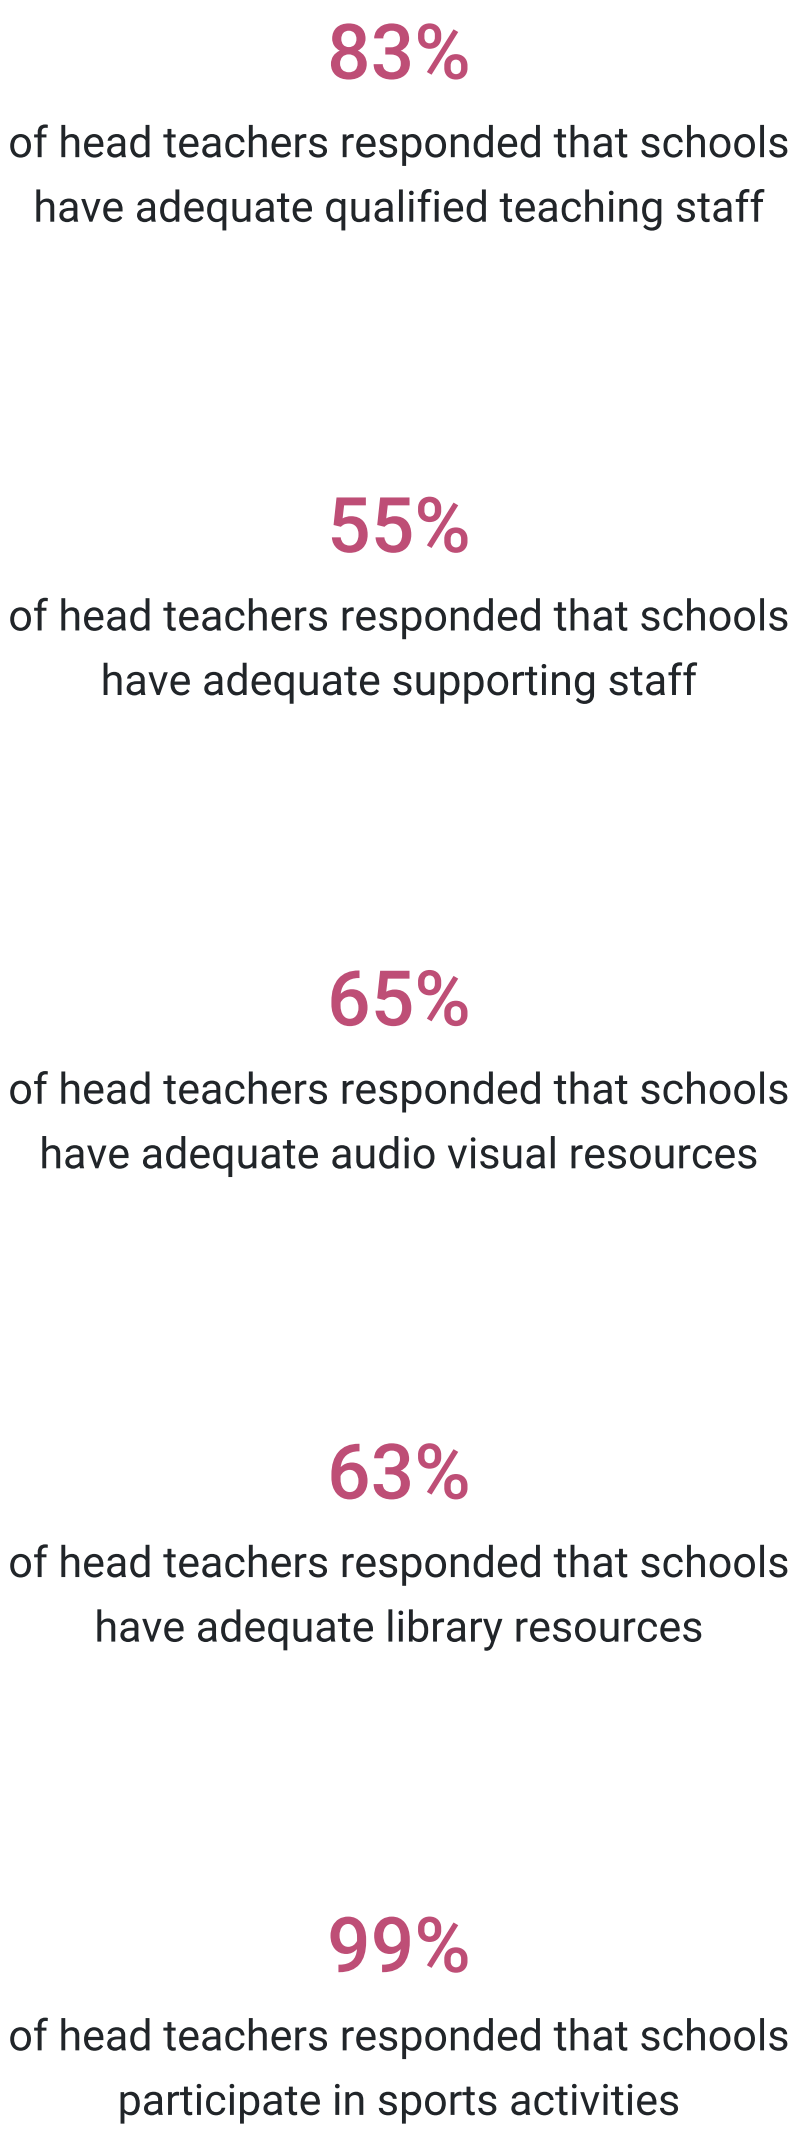 83%
of head teachers responded that schools
have adequate qualified teaching staff
55%
of head teachers responded that schools
have adequate supporting staff
65%
of head teachers responded that schools
have adequate audio visual resources
63%
of head teachers responded that schools
have adequate library resources
99%
of head teachers responded that schools
participate in sports activities